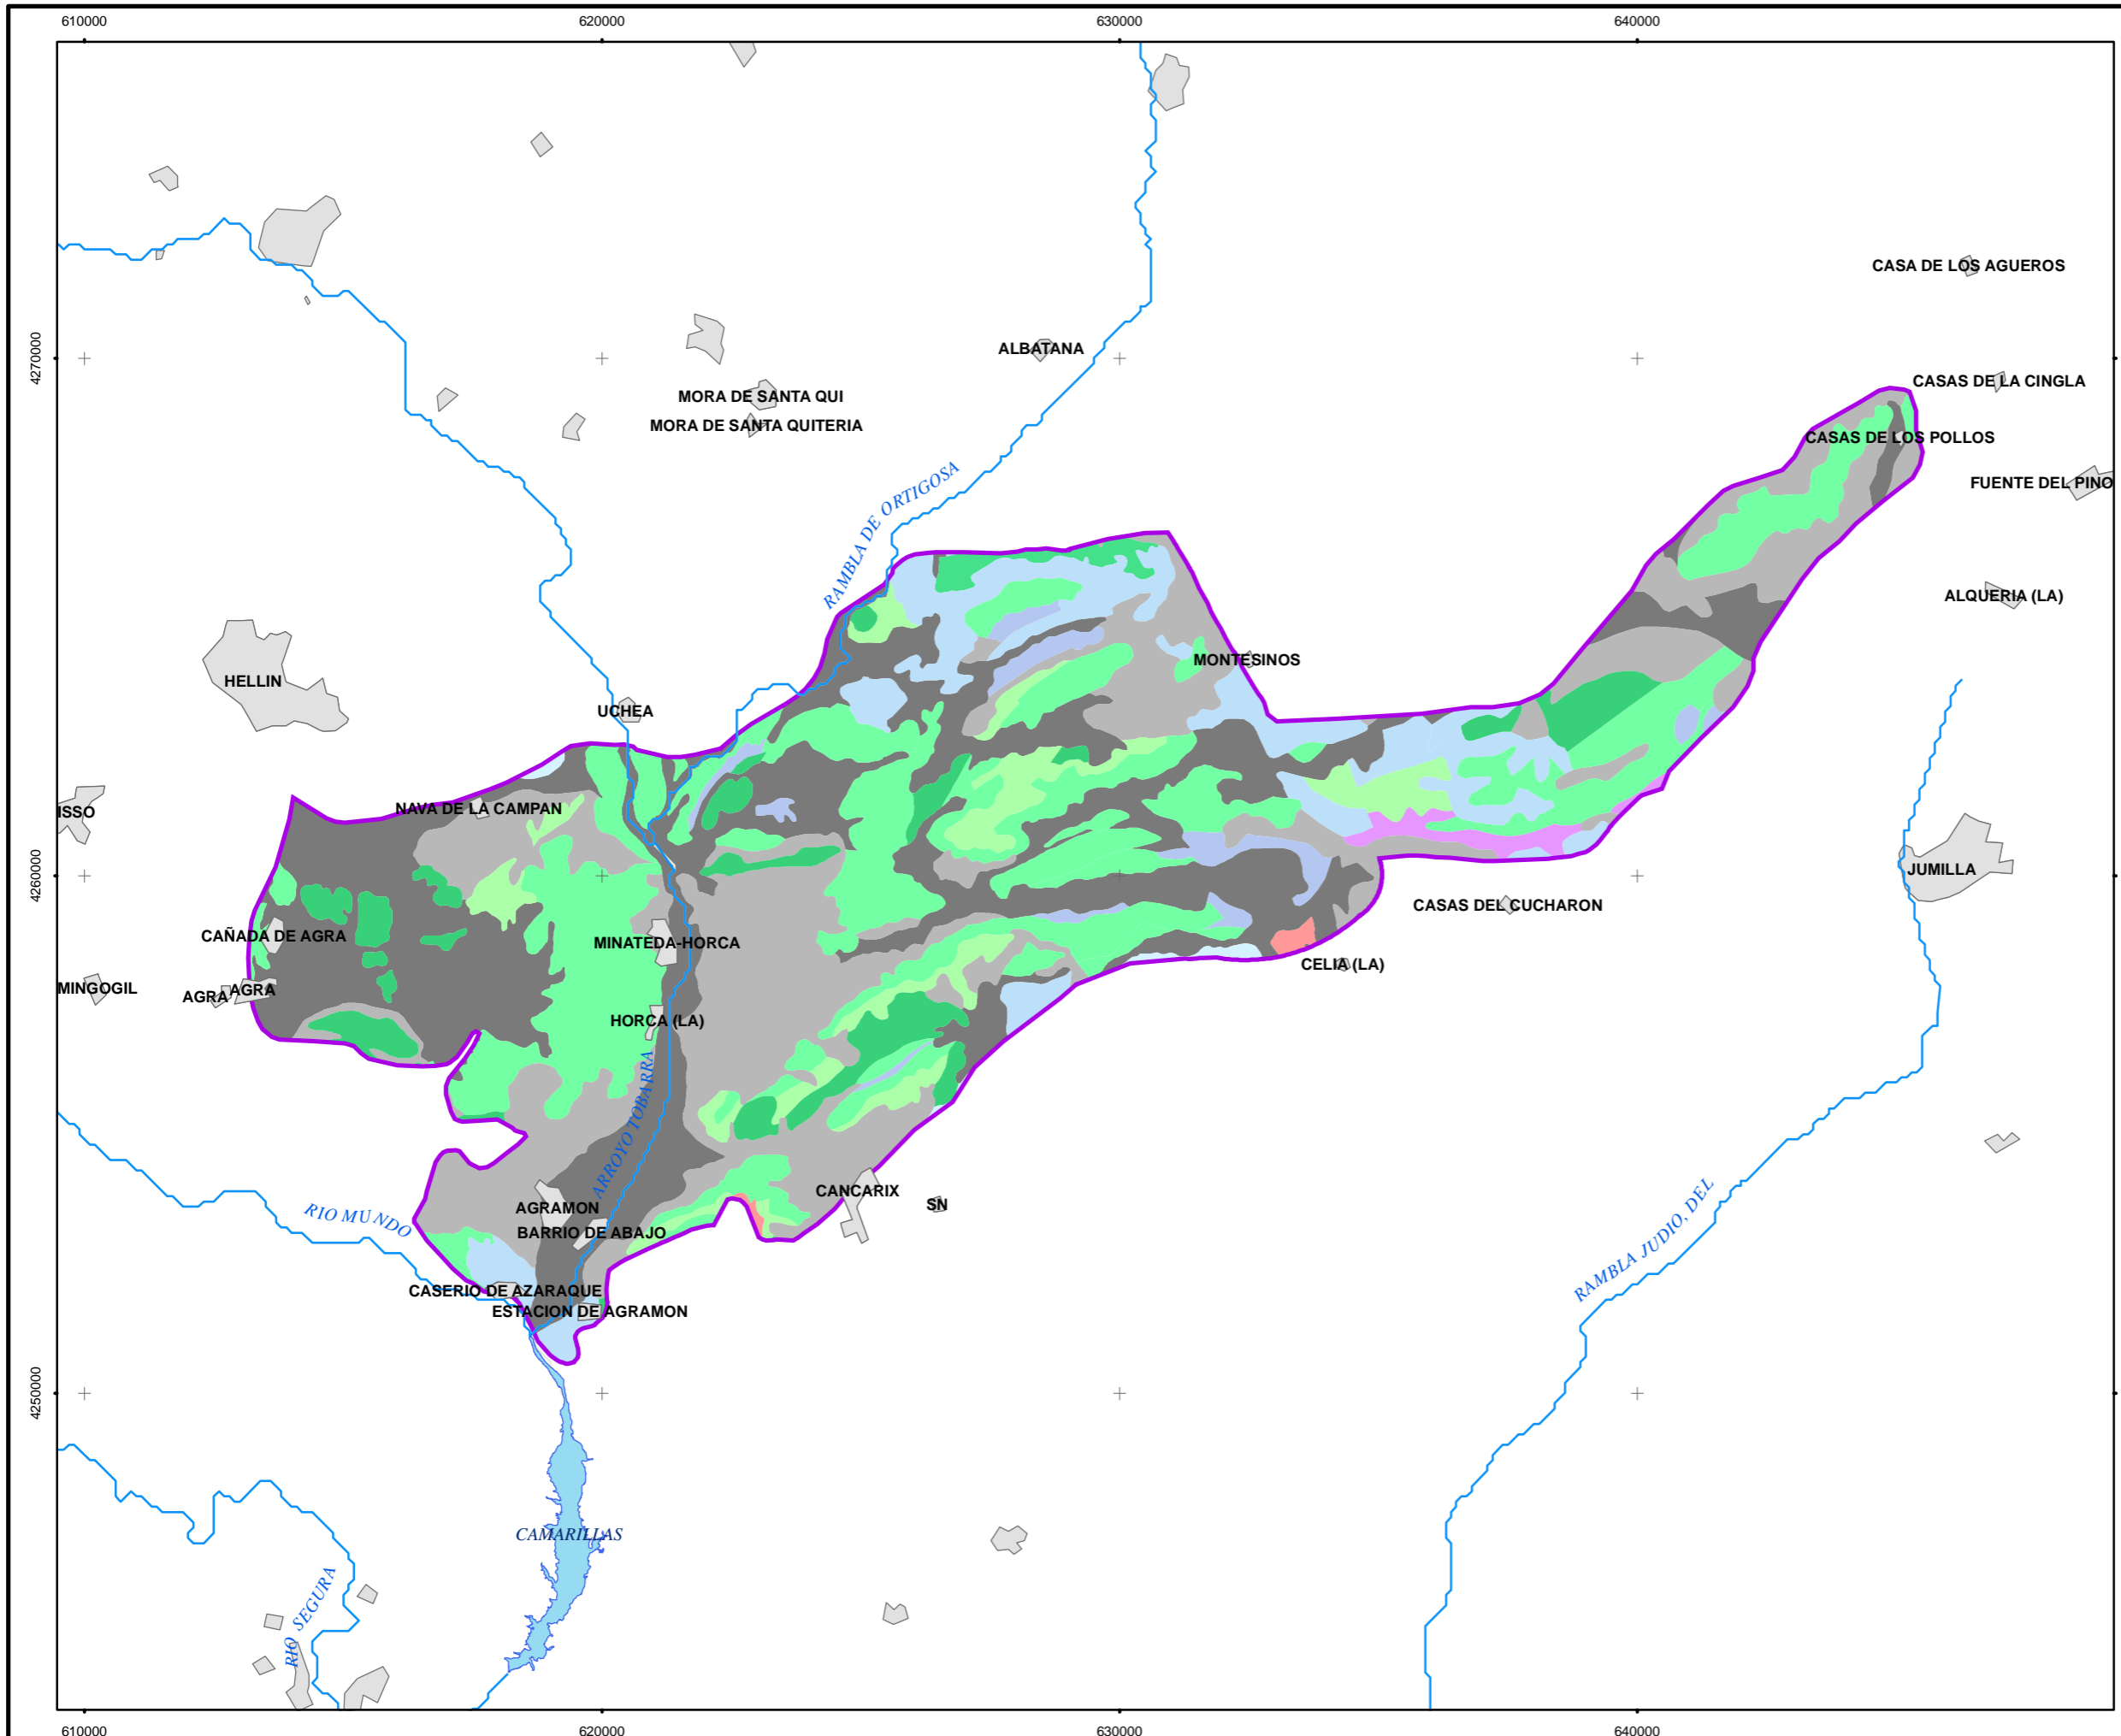 610000
620000
630000
640000
4270000
4260000
4250000
CASA DE LOS AGUEROS
ALBATANA
CASAS DE LA CINGLA
MORA DE SANTA QUI
MORA DE SANTA QUITERIA
CASAS DE LOS POLLOS
RAMBLA DE ORTIGOSA
FUENTE DEL PINO
ALQUERIA (LA)
MONTESINOS
HELLIN
UCHEA
NAVA DE LA CAMPAN
ISSO
JUMILLA
CASAS DEL CUCHARON
CAÑADA DE AGRA
MINATEDA-HORCA
CELIA (LA)
MINGOGIL
AGRA
AGRA
HORCA (LA)
ARROYO TOBARRA
CANCARIX
SN
AGRAMON
RIO MUNDO
BARRIO DE ABAJO
RAMBLA JUDIO, DEL
CASERIO DE AZARAQUE
ESTACION DE AGRAMON
CAMARILLAS
RIO SEGURA
610000
620000
630000
640000